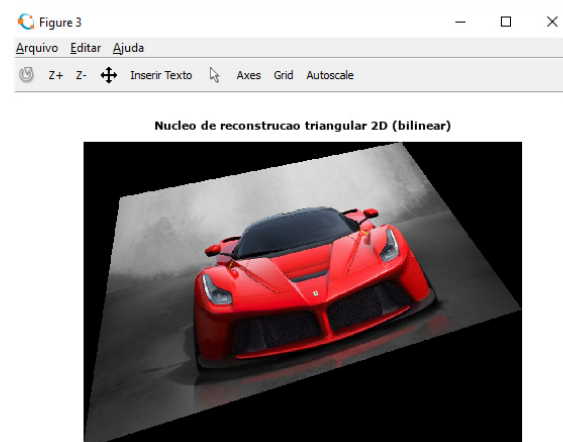 Figure 3
Arquivo Editar Ajuda
Z+ Z- Inserir Texto Axes Grid Autoscale
Nucleo de reconstrucao triangular 2D (bilinear)